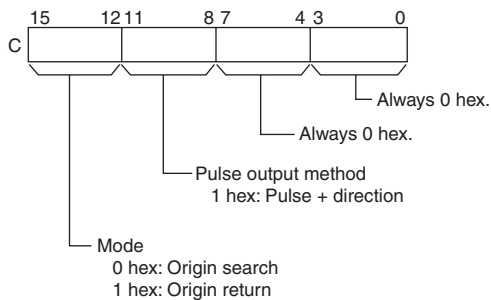 15 12 11 8 7 4 3 0
C
Always 0 hex.
Always 0 hex.
Pulse output method
1 hex: Pulse + direction
Mode
0 hex: Origin search
1 hex: Origin return